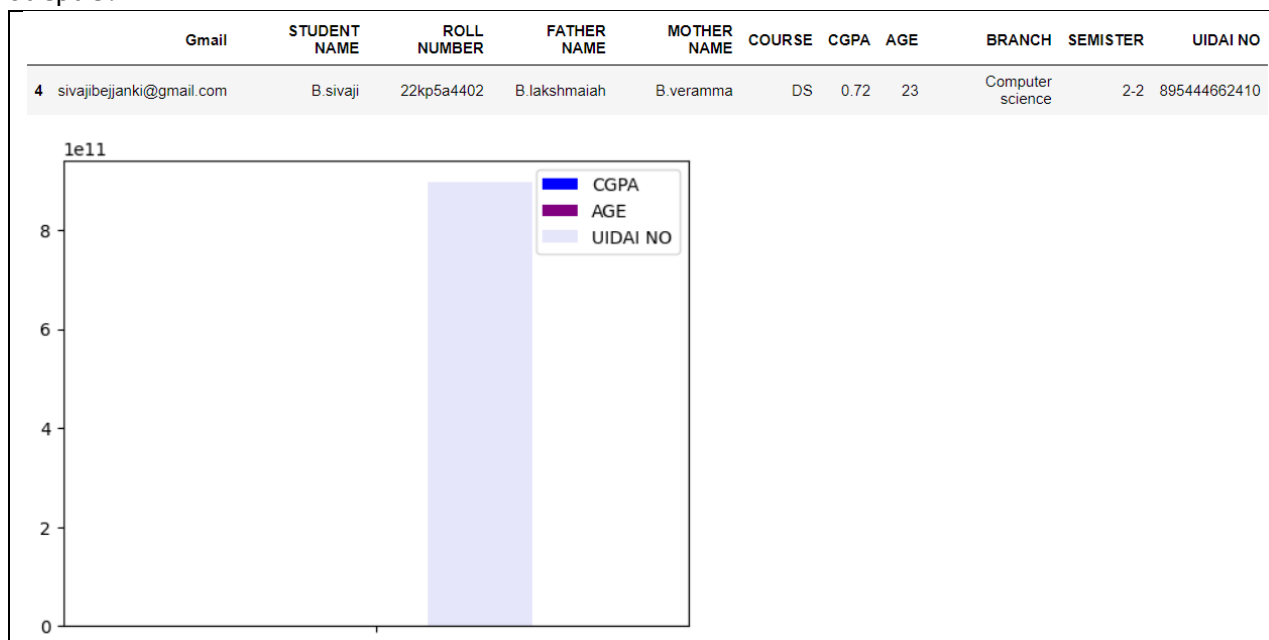 Gmail STUDENT NAME ROLL NUMBER FATHER NAME MOTHER NAME COURSE CGPA AGE BRANCH SEMISTER UIDAI NO
4 sivajibejjanki@gmail.com B.sivaji 22kp5a4402 B.lakshmaiah B.veramma DS 0.72 23 Computer science 2-2 895444662410
1e11
CGPA
AGE
UIDAI NO
8
6
4
2
0